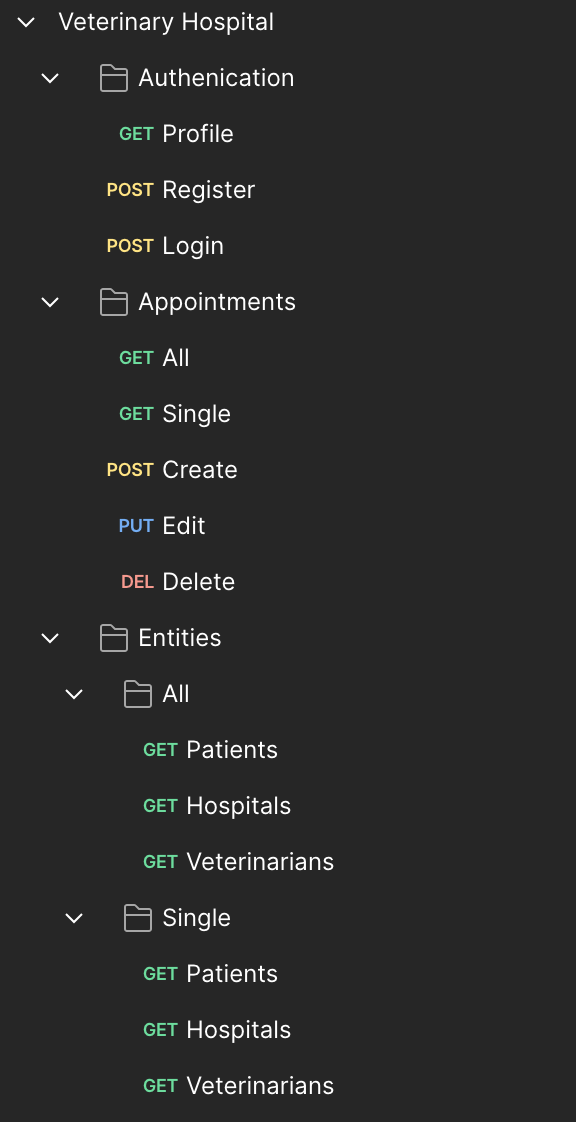 Veterinary Hospital
Authenication
GET Profile
POST Register
POST Login
Appointments
GET All
GET Single
POST Create
PUT Edit
DEL Delete
Entities
All
GET Patients
GET Hospitals
GET Veterinarians
Single
GET Patients
GET Hospitals
GET Veterinarians